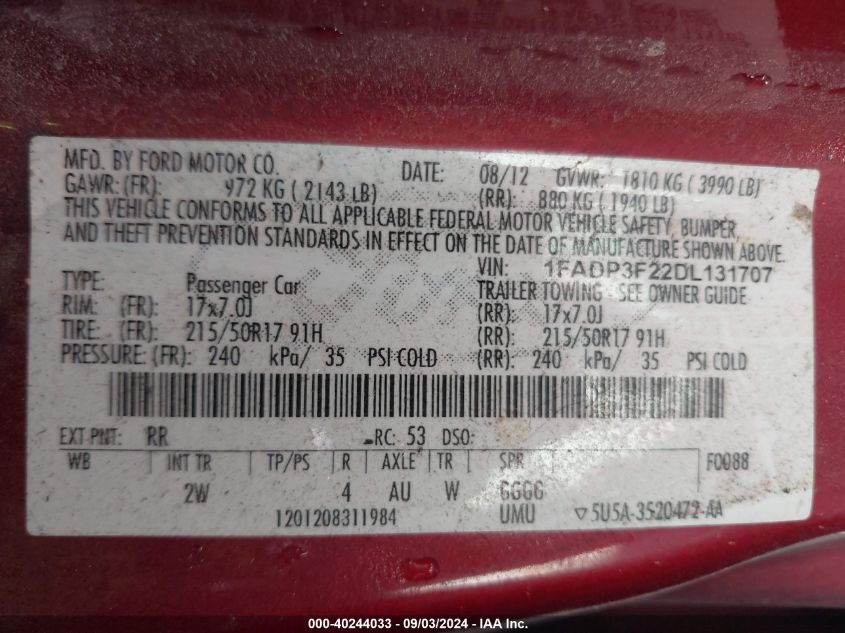 MFD. BY FORD MOTOR CO. DATE: 08/12 GVWR: 1810 KG ( 3990 LB)
GAWR: (FR): 972 KG ( 2143 LB) (RR): 880 KG ( 1940 LB)
THIS VEHICLE CONFORMS TO ALL APPLICABLE FEDERAL MOTOR VEHICLE SAFETY, BUMPER,
AND THEFT PREVENTION STANDARDS IN EFFECT ON THE DATE OF MANUFACTURE SHOWN ABOVE.
VIN: 1FADP3F22DL131707
TYPE: Passenger Car TRAILER TOWING - SEE OWNER GUIDE
RIM: (FR): 17x7.0J (RR): 17x7.0J
TIRE: (FR): 215/50R17 91H (RR): 215/50R17 91H
PRESSURE: (FR): 240 kPa/ 35 PSI COLD (RR): 240 kPa/ 35 PSI COLD
EXT PNT: RR RC: 53 DSO:
WB INT TR TP/PS R AXLE TR SPR F0088
2W 4 AU W GGGG
1201208311984 UMU ▽ 5U5A-3520472-AA
000-40244033 - 09/03/2024 - IAA Inc.